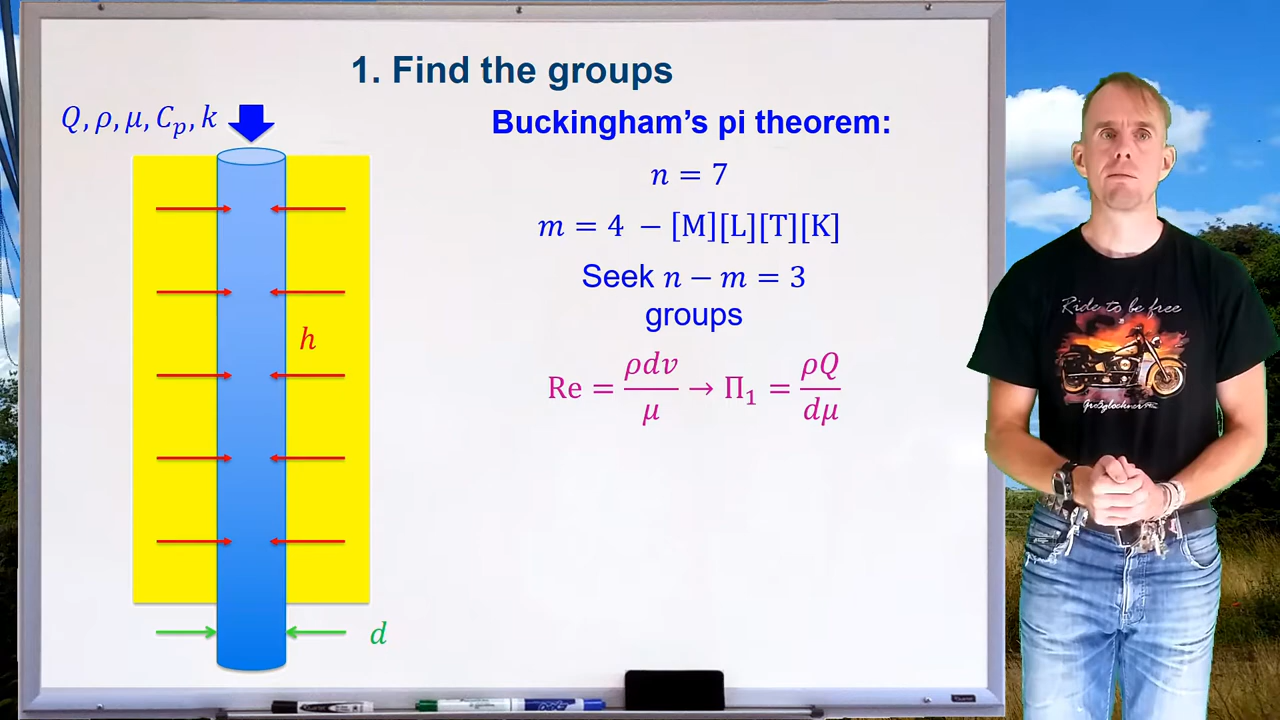 1. Find the groups
Q, ρ, μ, C_p, k
Buckingham's pi theorem:
n = 7
m = 4 − [M][L][T][K]
Seek n − m = 3
groups
h
Re = ρdv/μ → Π₁ = ρQ/dμ
d
Ride to be free
Großglockner